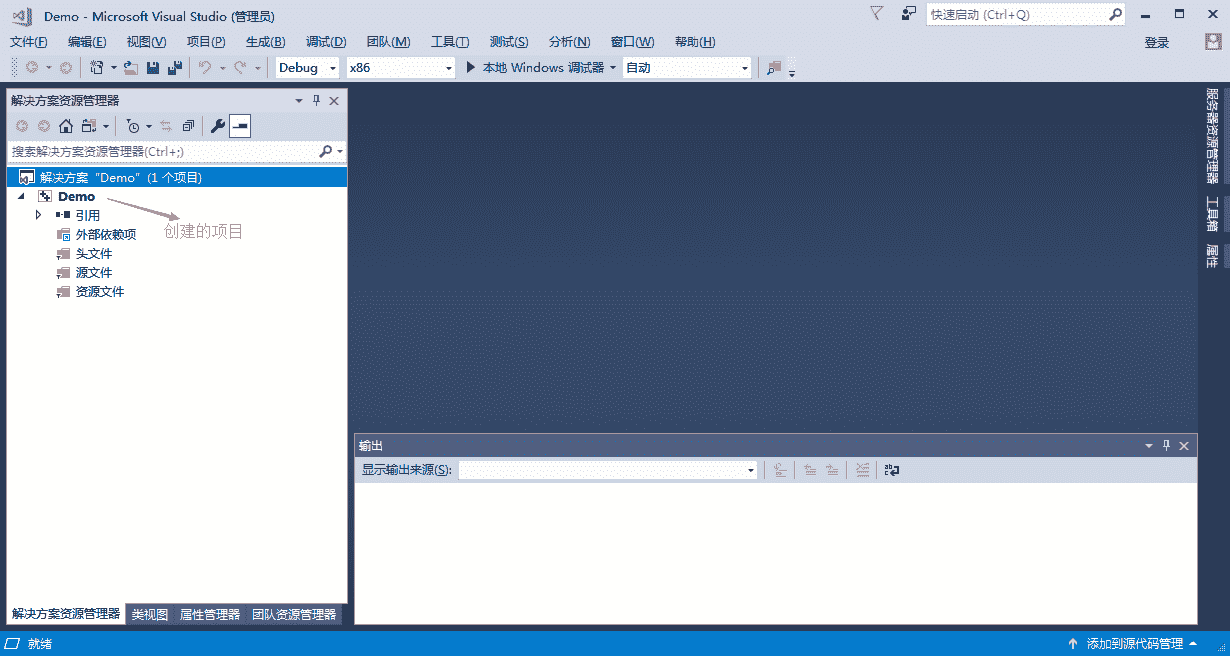 Demo - Microsoft Visual Studio (管理员)
快速启动 (Ctrl+Q)
文件(F) 编辑(E) 视图(V) 项目(P) 生成(B) 调试(D) 团队(M) 工具(T) 测试(S) 分析(N) 窗口(W) 帮助(H)
登录
Debug x86 本地 Windows 调试器 自动
解决方案资源管理器
搜索解决方案资源管理器(Ctrl+;)
解决方案 "Demo" (1 个项目)
Demo
引用
创建的项目
外部依赖项
头文件
源文件
资源文件
服务器资源管理器
工具箱
属性
输出
显示输出来源(S):
解决方案资源管理器 类视图 属性管理器 团队资源管理器
就绪
添加到源代码管理